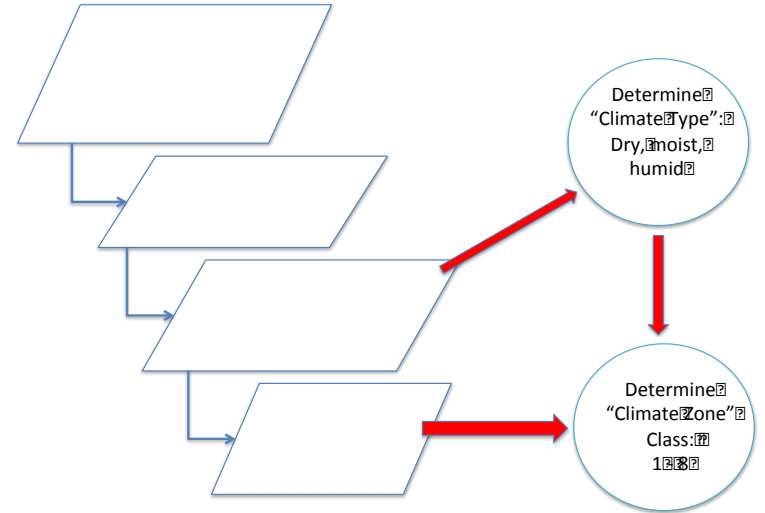 Determine
“Climate Type”:
Dry, moist,
humid
Determine
“Climate Zone”
Class:
1 - 8